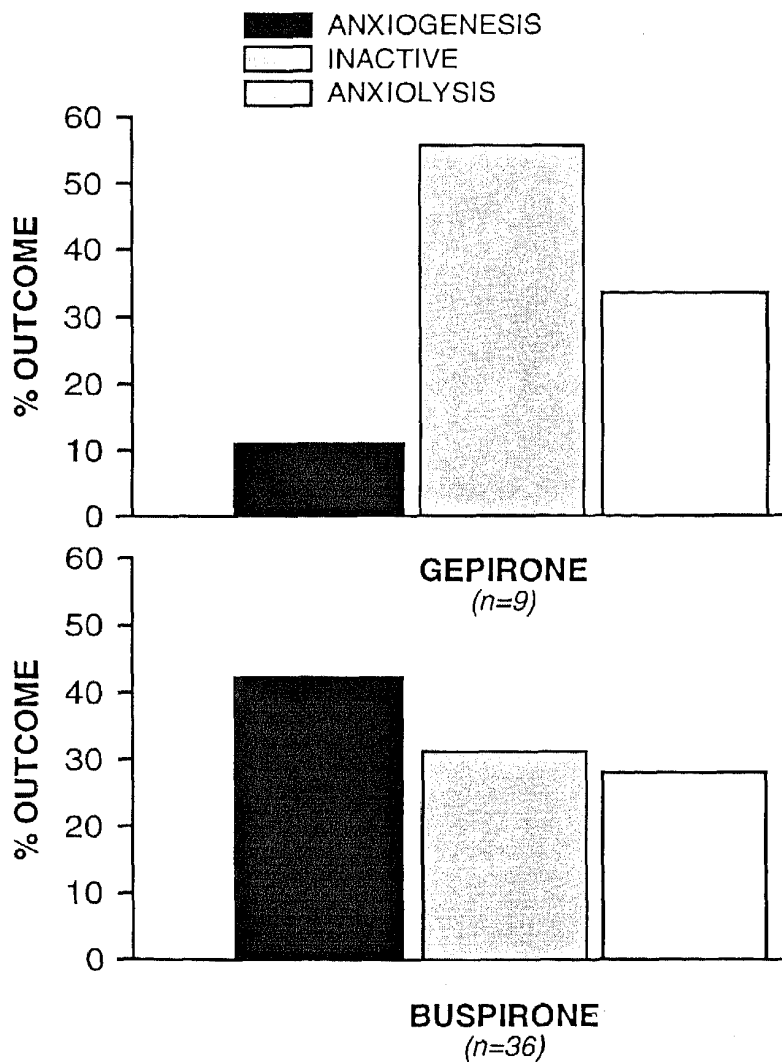 ANXIOGENESIS
INACTIVE
ANXIOLYSIS
60
50
40
30
20
10
0
% OUTCOME
GEPIRONE
(n=9)
60
50
40
30
20
10
0
% OUTCOME
BUSPIRONE
(n=36)